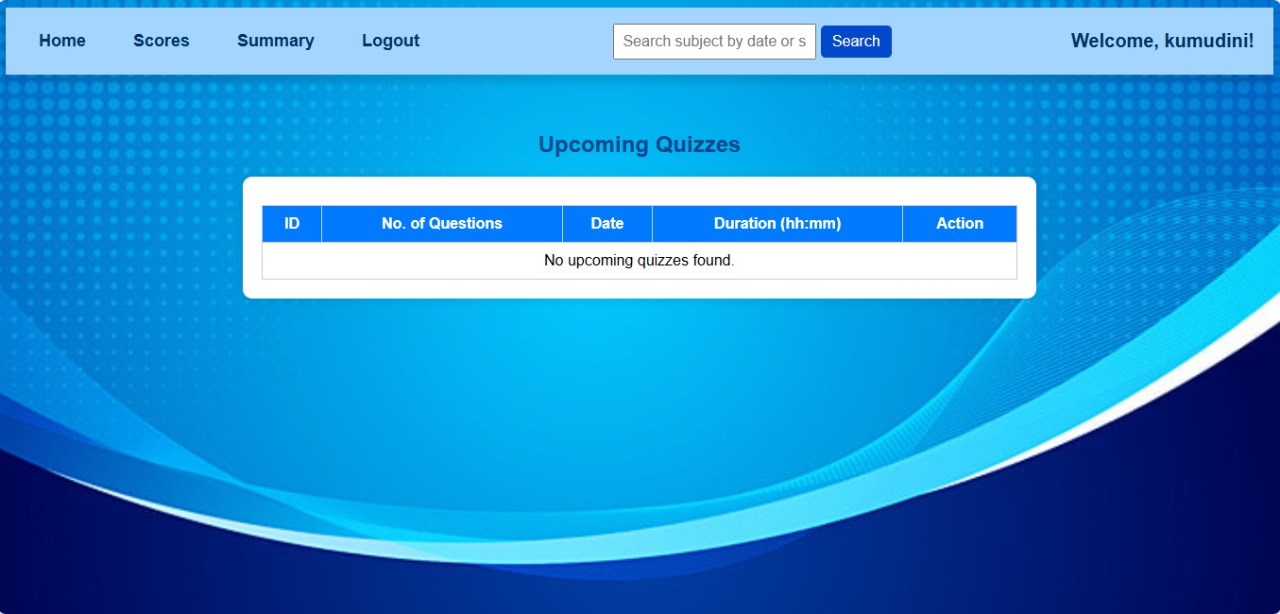 Home Scores Summary Logout Search subject by date or s Search Welcome, kumudini!
Upcoming Quizzes
ID No. of Questions Date Duration (hh:mm) Action
No upcoming quizzes found.